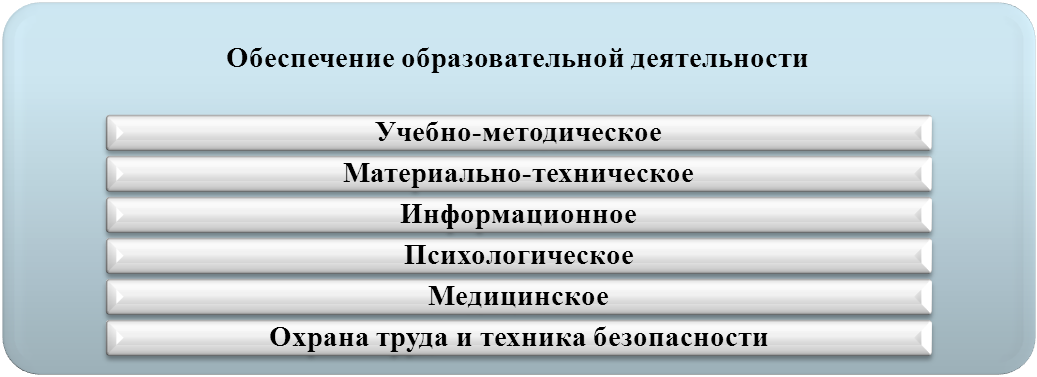 Обеспечение образовательной деятельности
Учебно-методическое
Материально-техническое
Информационное
Психологическое
Медицинское
Охрана труда и техника безопасности